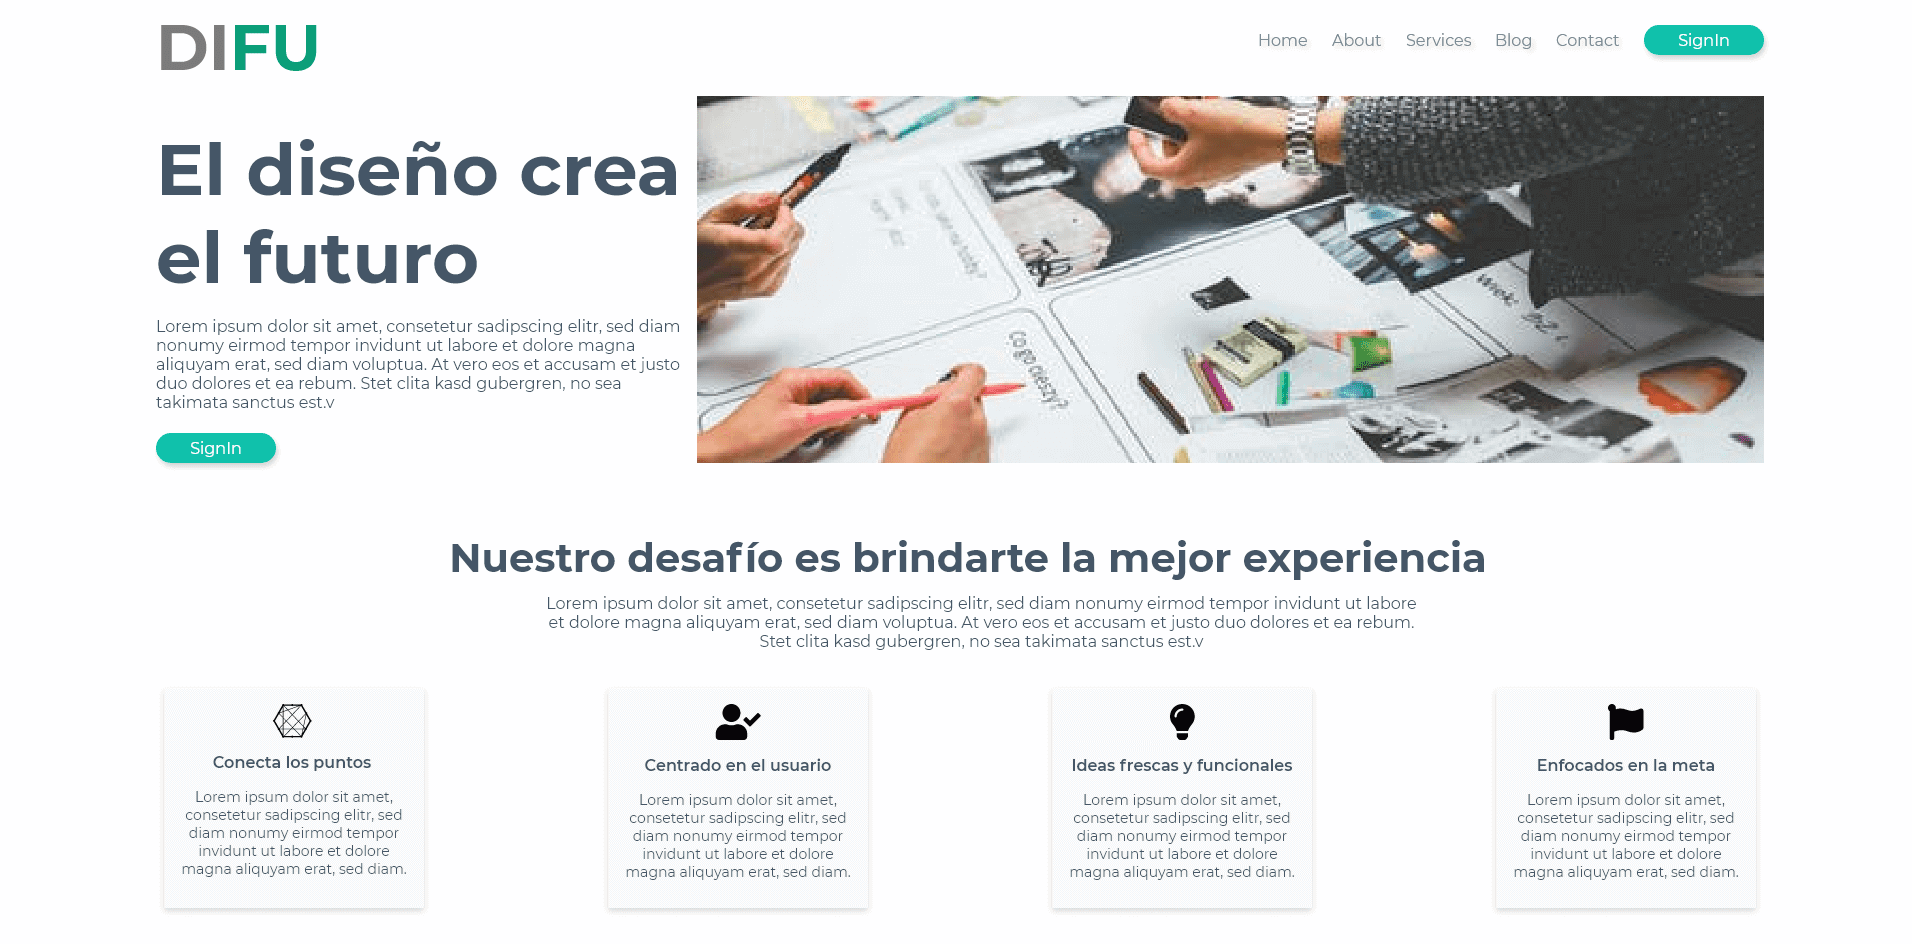 DIFU
Home About Services Blog Contact SignIn
El diseño crea
el futuro
Lorem ipsum dolor sit amet, consetetur sadipscing elitr, sed diam
nonumy eirmod tempor invidunt ut labore et dolore magna
aliquyam erat, sed diam voluptua. At vero eos et accusam et justo
duo dolores et ea rebum. Stet clita kasd gubergren, no sea
takimata sanctus est.v
SignIn
Co go cieszy?
Nuestro desafío es brindarte la mejor experiencia
Lorem ipsum dolor sit amet, consetetur sadipscing elitr, sed diam nonumy eirmod tempor invidunt ut labore
et dolore magna aliquyam erat, sed diam voluptua. At vero eos et accusam et justo duo dolores et ea rebum.
Stet clita kasd gubergren, no sea takimata sanctus est.v
Conecta los puntos
Lorem ipsum dolor sit amet,
consetetur sadipscing elitr, sed
diam nonumy eirmod tempor
invidunt ut labore et dolore
magna aliquyam erat, sed diam.
Centrado en el usuario
Lorem ipsum dolor sit amet,
consetetur sadipscing elitr, sed
diam nonumy eirmod tempor
invidunt ut labore et dolore
magna aliquyam erat, sed diam.
Ideas frescas y funcionales
Lorem ipsum dolor sit amet,
consetetur sadipscing elitr, sed
diam nonumy eirmod tempor
invidunt ut labore et dolore
magna aliquyam erat, sed diam.
Enfocados en la meta
Lorem ipsum dolor sit amet,
consetetur sadipscing elitr, sed
diam nonumy eirmod tempor
invidunt ut labore et dolore
magna aliquyam erat, sed diam.